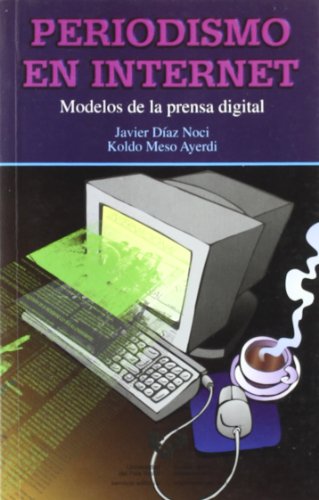 PERIODISMO
EN INTERNET
Modelos de la prensa digital
Javier Díaz Noci
Koldo Meso Ayerdi